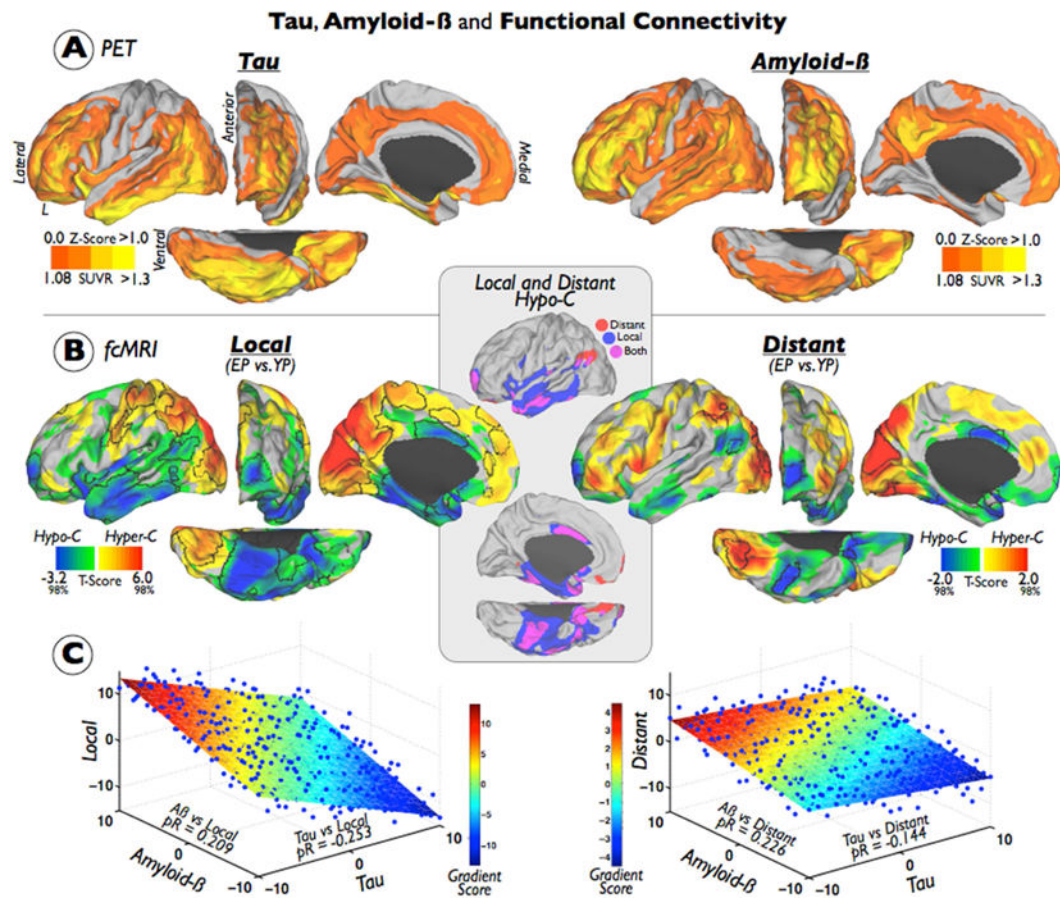 Tau, Amyloid-ß and Functional Connectivity
A PET
Tau
Amyloid-ß
Lateral
Anterior
Medial
L
Ventral
0.0 Z-Score >1.0
1.08 SUVR >1.3
0.0 Z-Score >1.0
1.08 SUVR >1.3
Local and Distant
Hypo-C
Distant
Local
Both
B fcMRI
Local
(EP vs. YP)
Distant
(EP vs. YP)
Hypo-C Hyper-C
-3.2 T-Score 6.0
98% 98%
Hypo-C Hyper-C
-2.0 T-Score 2.0
98% 98%
C
Local
10
0
−10
10
0
−10
Amyloid-ß
Aß vs Local
pR = 0.209
Tau vs Local
pR = -0.253
−10
0
10
Tau
10
5
0
−5
−10
Gradient
Score
Distant
10
0
−10
10
0
−10
Amyloid-ß
Aß vs Distant
pR = 0.226
Tau vs Distant
pR = -0.144
−10
0
10
Tau
4
3
2
1
0
−1
−2
−3
−4
Gradient
Score